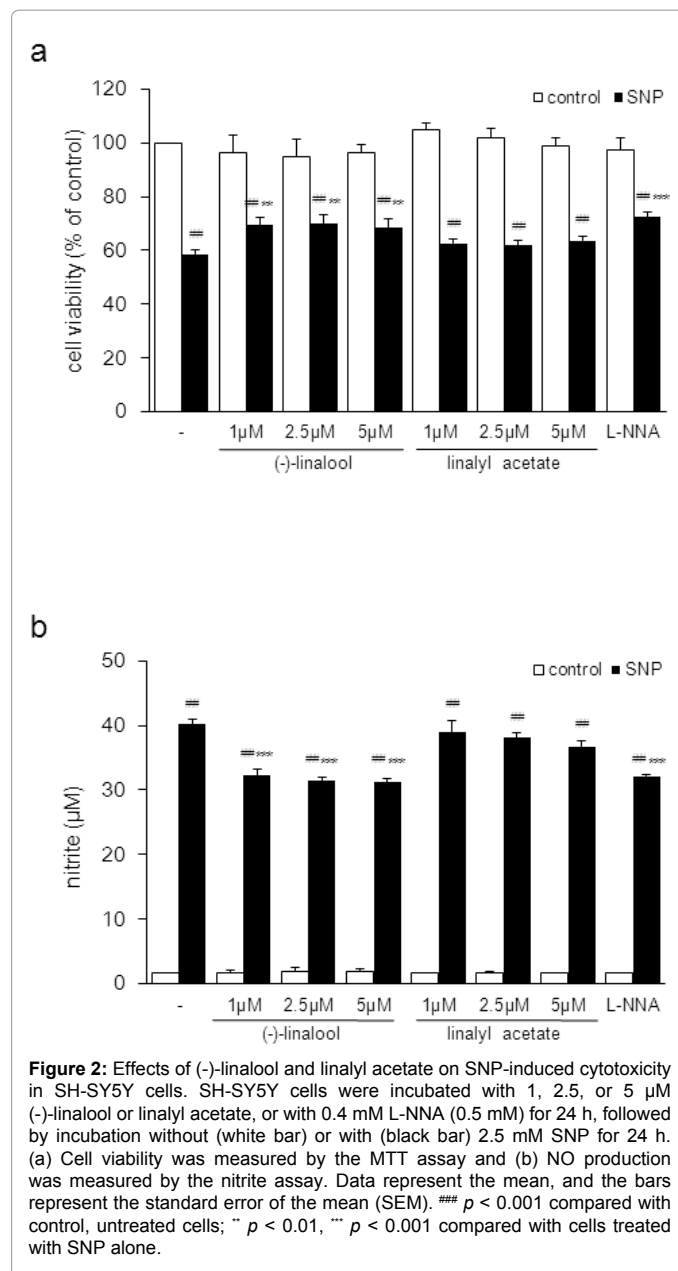 a
120
100
80
60
40
20
0
cell viability (% of control)
□ control ■ SNP
## ## ** ## ** ## ** ## ## ## ## ***
- 1µM 2.5µM 5µM 1µM 2.5µM 5µM L-NNA
(-)-linalool linalyl acetate
b
50
40
30
20
10
0
nitrite (µM)
□ control ■ SNP
## ## *** ## *** ## *** ## ## ## ## ***
- 1µM 2.5µM 5µM 1µM 2.5µM 5µM L-NNA
(-)-linalool linalyl acetate
Figure 2: Effects of (-)-linalool and linalyl acetate on SNP-induced cytotoxicity
in SH-SY5Y cells. SH-SY5Y cells were incubated with 1, 2.5, or 5 µM
(-)-linalool or linalyl acetate, or with 0.4 mM L-NNA (0.5 mM) for 24 h, followed
by incubation without (white bar) or with (black bar) 2.5 mM SNP for 24 h.
(a) Cell viability was measured by the MTT assay and (b) NO production
was measured by the nitrite assay. Data represent the mean, and the bars
represent the standard error of the mean (SEM). ### p < 0.001 compared with
control, untreated cells; ** p < 0.01, *** p < 0.001 compared with cells treated
with SNP alone.